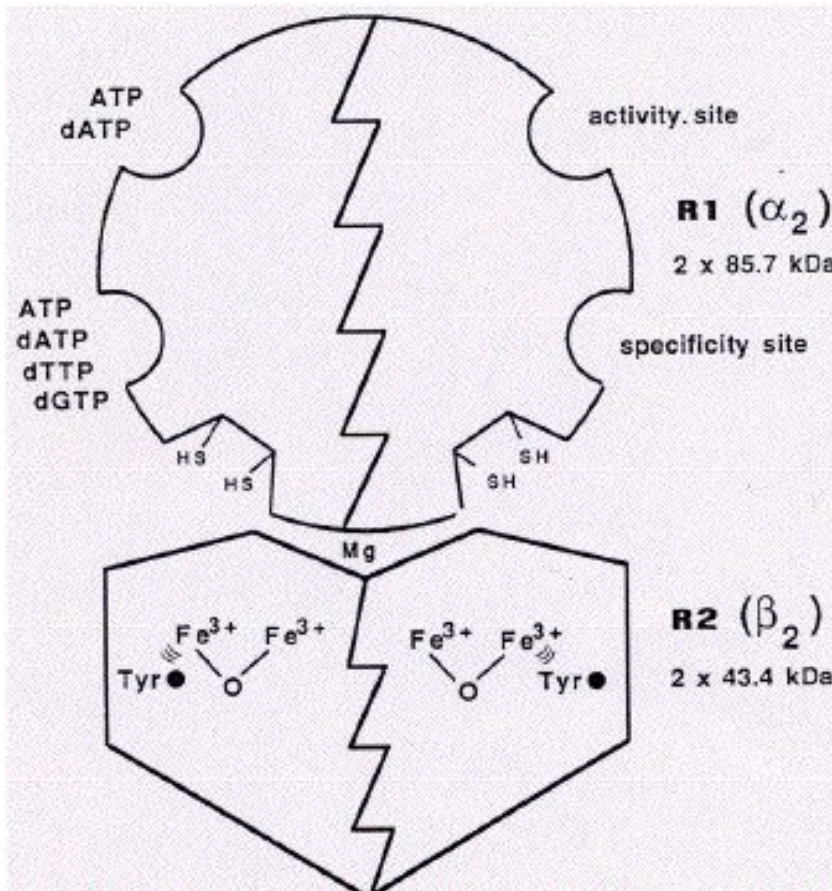 ATP
dATP
activity.site
R1 (α₂)
2 x 85.7 kDa
ATP
dATP
dTTP
dGTP
specificity site
HS
HS
SH
SH
Mg
Fe³⁺ Fe³⁺
O
Tyr●
Fe³⁺ Fe³⁺
O
Tyr●
R2 (β₂)
2 x 43.4 kDa